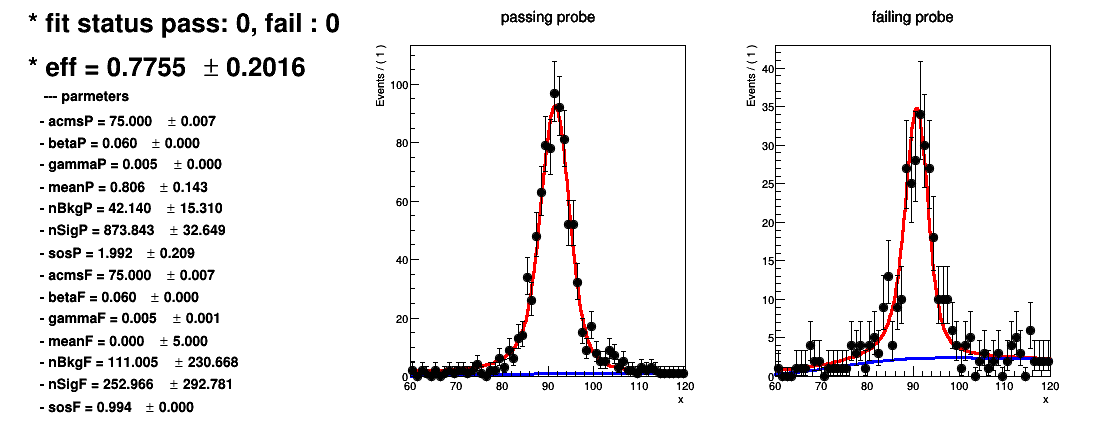 * fit status pass: 0, fail : 0
* eff = 0.7755 ± 0.2016
--- parmeters
- acmsP = 75.000 ± 0.007
- betaP = 0.060 ± 0.000
- gammaP = 0.005 ± 0.000
- meanP = 0.806 ± 0.143
- nBkgP = 42.140 ± 15.310
- nSigP = 873.843 ± 32.649
- sosP = 1.992 ± 0.209
- acmsF = 75.000 ± 0.007
- betaF = 0.060 ± 0.000
- gammaF = 0.005 ± 0.001
- meanF = 0.000 ± 5.000
- nBkgF = 111.005 ± 230.668
- nSigF = 252.966 ± 292.781
- sosF = 0.994 ± 0.000
passing probe
Events / ( 1 )
100
80
60
40
20
0
60 70 80 90 100 110 120
x
failing probe
Events / ( 1 )
40
35
30
25
20
15
10
5
0
60 70 80 90 100 110 120
x